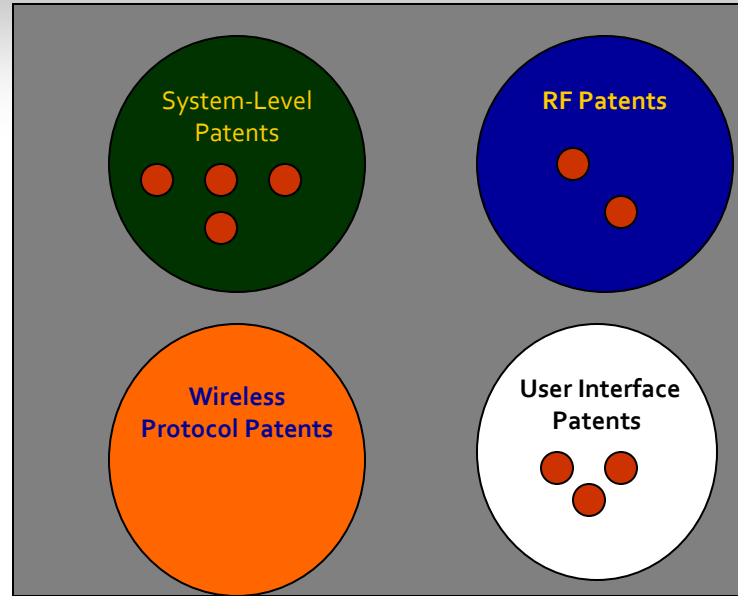 System-Level
Patents
RF Patents
Wireless
Protocol Patents
User Interface
Patents